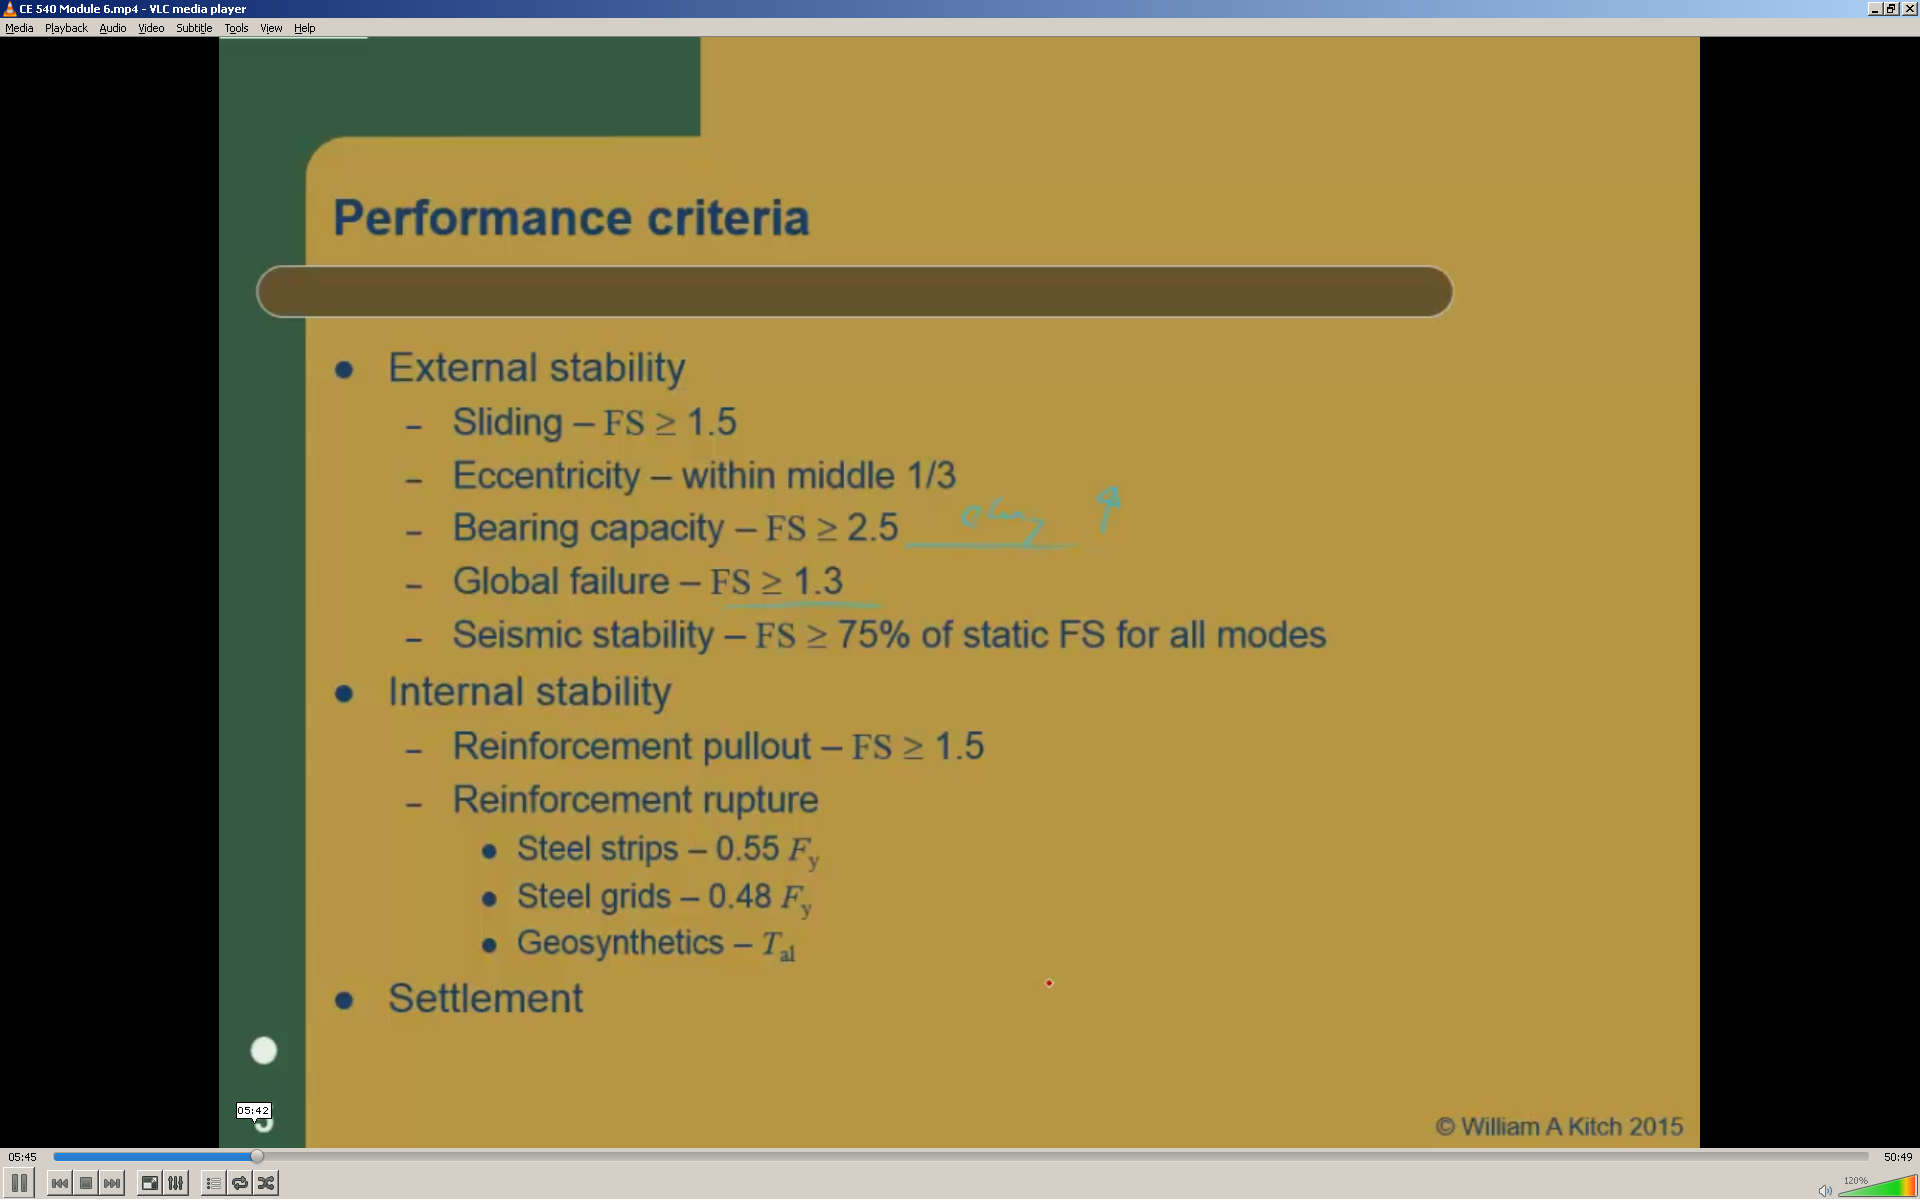 CE 540 Module 6.mp4 - VLC media player
Media Playback Audio Video Subtitle Tools View Help
Performance criteria
● External stability
– Sliding – FS ≥ 1.5
– Eccentricity – within middle 1/3
– Bearing capacity – FS ≥ 2.5
– Global failure – FS ≥ 1.3
– Seismic stability – FS ≥ 75% of static FS for all modes
● Internal stability
– Reinforcement pullout – FS ≥ 1.5
– Reinforcement rupture
● Steel strips – 0.55 Fy
● Steel grids – 0.48 Fy
● Geosynthetics – Tal
● Settlement
05:42
© William A Kitch 2015
05:45
50:49
120%